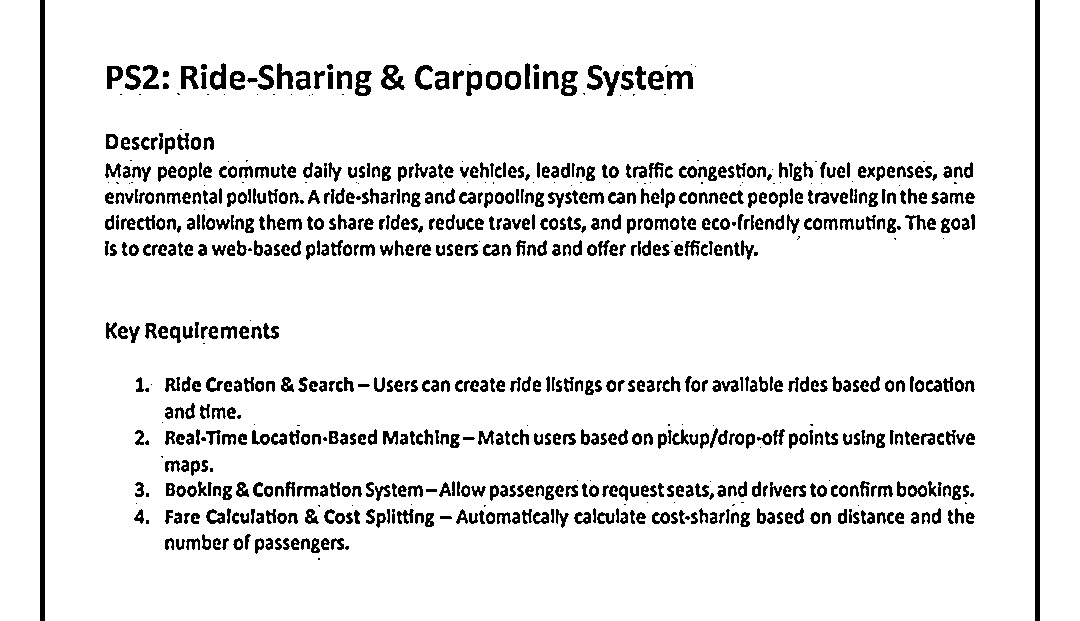 PS2: Ride-Sharing & Carpooling System
Description
Many people commute daily using private vehicles, leading to traffic congestion, high fuel expenses, and
environmental pollution. A ride-sharing and carpooling system can help connect people traveling in the same
direction, allowing them to share rides, reduce travel costs, and promote eco-friendly commuting. The goal
is to create a web-based platform where users can find and offer rides efficiently.
Key Requirements
1. Ride Creation & Search – Users can create ride listings or search for available rides based on location
and time.
2. Real-Time Location-Based Matching – Match users based on pickup/drop-off points using interactive
maps.
3. Booking & Confirmation System – Allow passengers to request seats, and drivers to confirm bookings.
4. Fare Calculation & Cost Splitting – Automatically calculate cost-sharing based on distance and the
number of passengers.